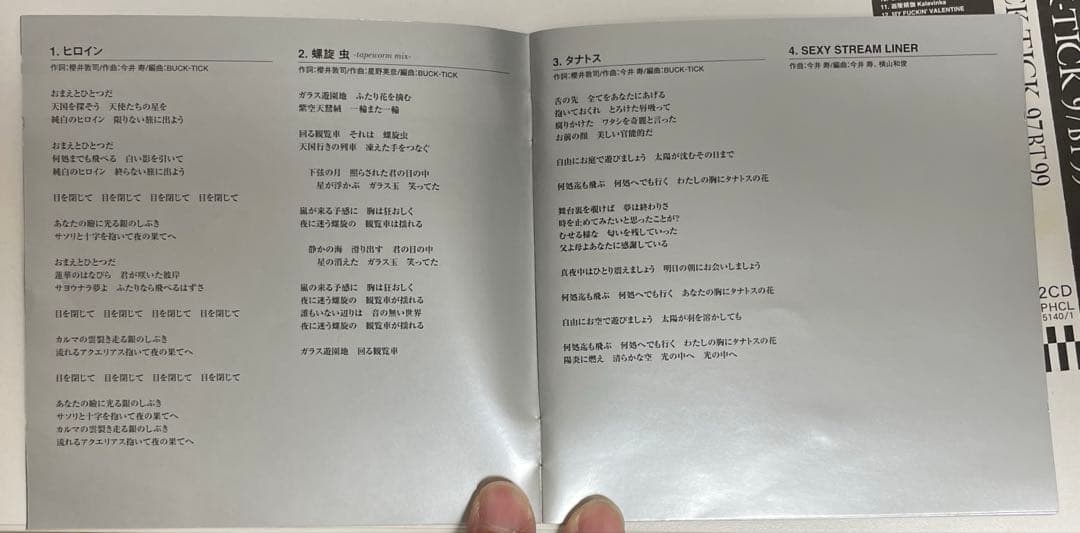 1. ヒロイン
作詞:櫻井敦司/作曲:今井 寿/編曲:BUCK-TICK
おまえとひとつだ
天国を探そう　天使たちの星を
純白のヒロイン　限りない旅に出よう
おまえとひとつだ
何処までも飛べる　白い影を引いて
純白のヒロイン　終らない旅に出よう
目を閉じて　目を閉じて　目を閉じて　目を閉じて
あなたの瞼に光る銀のしぶき
サソリと十字を抱いて夜の果てへ
おまえとひとつだ
蓮華のはなびら　君が咲いた彼岸
サヨウナラ夢よ　ふたりなら飛べるはずさ
目を閉じて　目を閉じて　目を閉じて　目を閉じて
カルマの雲裂き走る銀のしぶき
流れるアクエリアス抱いて夜の果てへ
目を閉じて　目を閉じて　目を閉じて　目を閉じて
あなたの瞼に光る銀のしぶき
サソリと十字を抱いて夜の果てへ
カルマの雲裂き走る銀のしぶき
流れるアクエリアス抱いて夜の果てへ
2. 螺旋 虫 -tapeworm mix-
作詞:櫻井敦司/作曲:星野英彦/編曲:BUCK-TICK
ガラス遊園地　ふたり花を摘む
紫空天鵞絨　一輪また一輪
回る観覧車　それは　螺旋虫
天国行きの列車　凍えた手をつなぐ
下弦の月　照らされた君の目の中
星が浮かぶ　ガラス玉　笑ってた
嵐が来る予感に　胸は狂おしく
夜に迷う螺旋の　観覧車は揺れる
静かの海　滑り出す　君の目の中
星の消えた　ガラス玉　笑ってた
嵐の来る予感に　胸は狂おしく
夜に迷う螺旋の　観覧車が揺れる
誰もいない辺りは　音の無い世界
夜に迷う螺旋の　観覧車が揺れる
ガラス遊園地　回る観覧車
3. タナトス
作詞:櫻井敦司/作曲:今井 寿/編曲:BUCK-TICK
舌の先　全てをあなたにあげる
抱いておくれ　とろけた唇吸って
腐りかけた　ワタシを奇麗と言った
お前の顔　美しい官能的だ
自由にお庭で遊びましょう　太陽が沈むその日まで
何処迄も飛ぶ　何処へでも行く　わたしの胸にタナトスの花
舞台裏を覗けば　夢は終わりさ
時を止めてみたいと思ったことが?
むせる様な　匂いを残していった
父よ母よあなたに感謝している
真夜中はひとり震えましょう　明日の朝にお会いしましょう
何処迄も飛ぶ　何処へでも行く　あなたの胸にタナトスの花
自由にお空で遊びましょう　太陽が羽を溶かしても
何処迄も飛ぶ　何処へでも行く　わたしの胸にタナトスの花
陽炎に燃え　清らかな空　光の中へ　光の中へ
4. SEXY STREAM LINER
作曲:今井 寿/編曲:今井 寿、横山和俊
11. 迦陵頻伽 Kalavinka
12. MY FUCKIN' VALENTINE
CK-TICK 97BT99
-TICK 97BT99
2CD
PHCL
5140/1